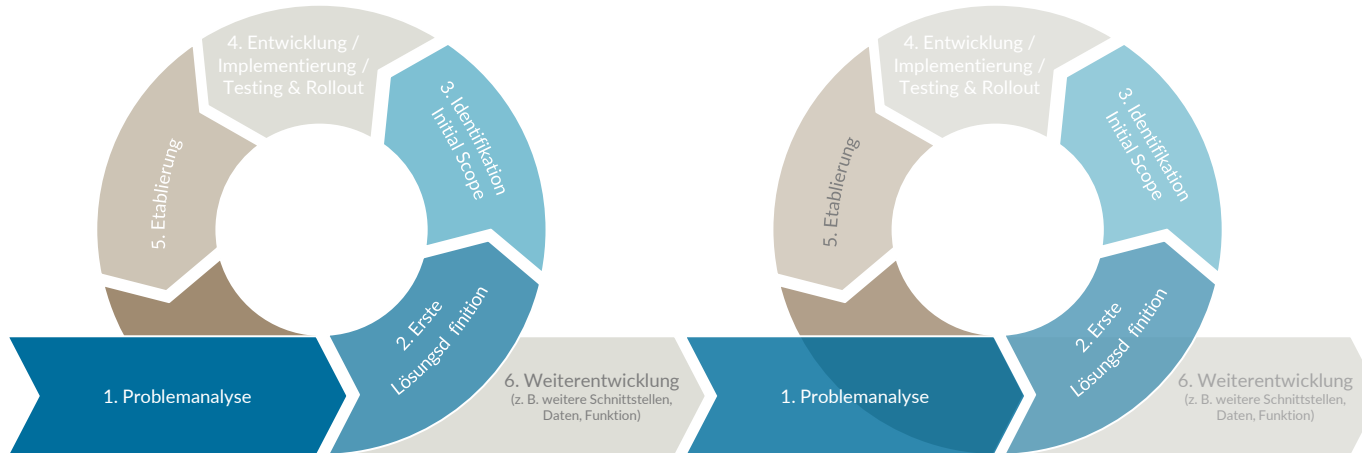 4. Entwicklung /
Implementierung /
Testing & Rollout
3. Identifikation
Initial Scope
5. Etablierung
2. Erste
Lösungsd finition
1. Problemanalyse
6. Weiterentwicklung
(z. B. weitere Schnittstellen,
Daten, Funktion)
4. Entwicklung /
Implementierung /
Testing & Rollout
3. Identifikation
Initial Scope
5. Etablierung
2. Erste
Lösungsd finition
1. Problemanalyse
6. Weiterentwicklung
(z. B. weitere Schnittstellen,
Daten, Funktion)